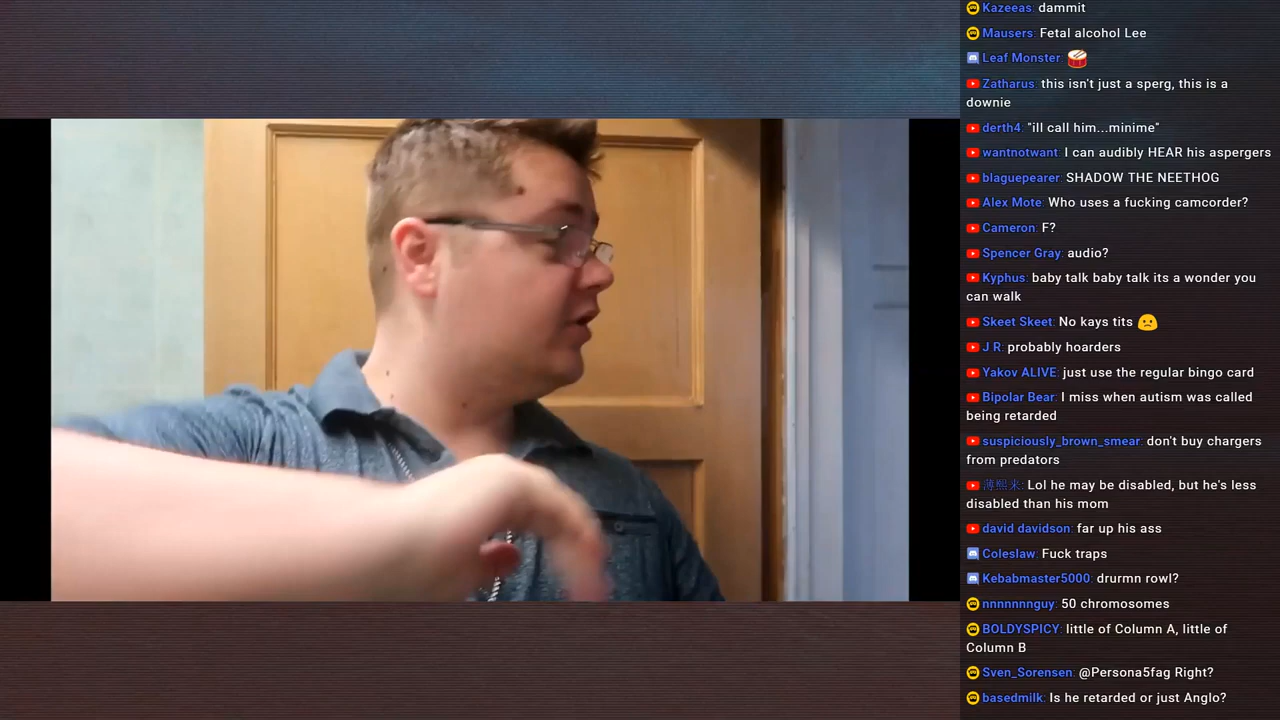 Kazeeas: dammit
Mausers: Fetal alcohol Lee
Leaf Monster:
Zatharus: this isn't just a sperg, this is a
downie
derth4: "ill call him...minime"
wantnotwant: I can audibly HEAR his aspergers
blaguepearer: SHADOW THE NEETHOG
Alex Mote: Who uses a fucking camcorder?
Cameron: F?
Spencer Gray: audio?
Kyphus: baby talk baby talk its a wonder you
can walk
Skeet Skeet: No kays tits
J R: probably hoarders
Yakov ALIVE: just use the regular bingo card
Bipolar Bear: I miss when autism was called
being retarded
suspiciously_brown_smear: don't buy chargers
from predators
薄熙来: Lol he may be disabled, but he's less
disabled than his mom
david davidson: far up his ass
Coleslaw: Fuck traps
Kebabmaster5000: drurmn rowl?
nnnnnnnguy: 50 chromosomes
BOLDYSPICY: little of Column A, little of
Column B
Sven_Sorensen: @Persona5fag Right?
basedmilk: Is he retarded or just Anglo?